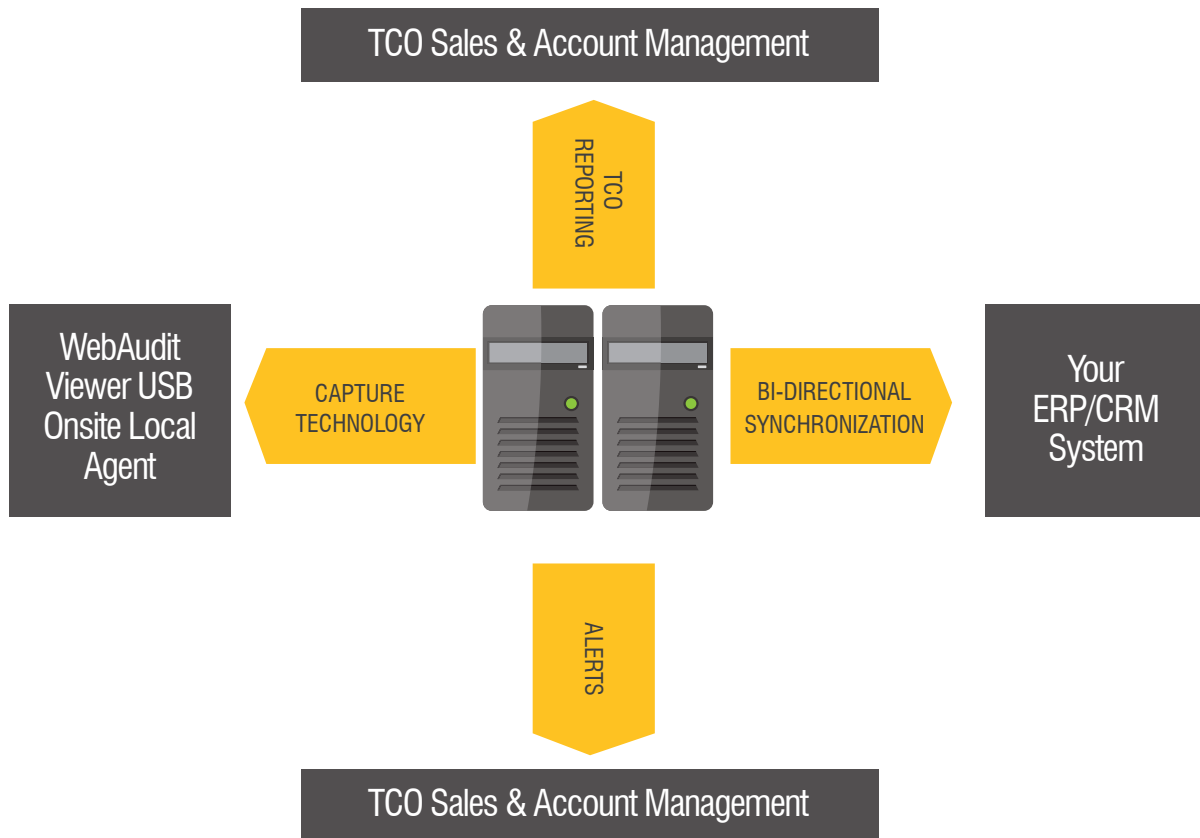 TCO Sales & Account Management
TCO
REPORTING
WebAudit
Viewer USB
Onsite Local
Agent
CAPTURE
TECHNOLOGY
BI-DIRECTIONAL
SYNCHRONIZATION
Your
ERP/CRM
System
ALERTS
TCO Sales & Account Management